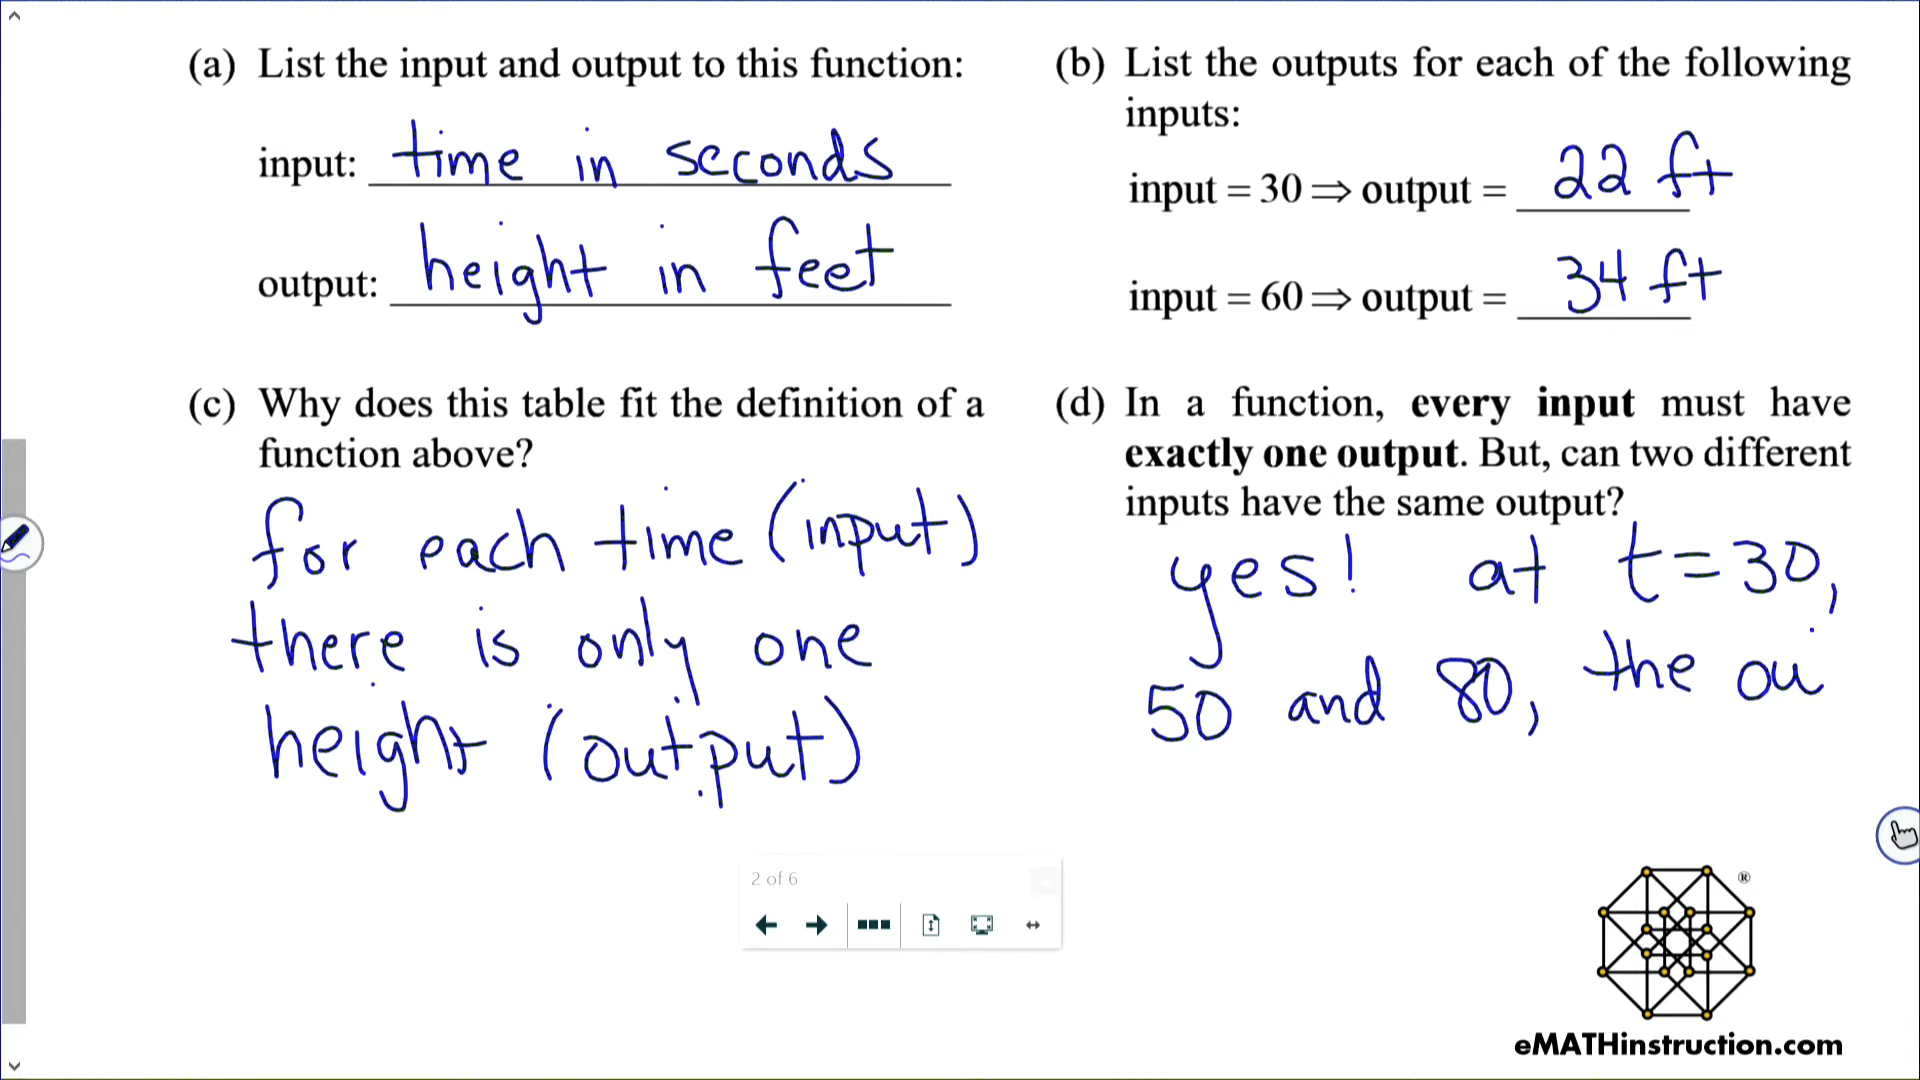 (a) List the input and output to this function:
input: time in seconds
output: height in feet
(b) List the outputs for each of the following
inputs:
input = 30 ⇒ output = 22 ft
input = 60 ⇒ output = 34 ft
(c) Why does this table fit the definition of a
function above?
for each time (input)
there is only one
height (output)
(d) In a function, every input must have
exactly one output. But, can two different
inputs have the same output?
yes! at t=30,
50 and 80, the ou
2 of 6
®
eMATHinstruction.com